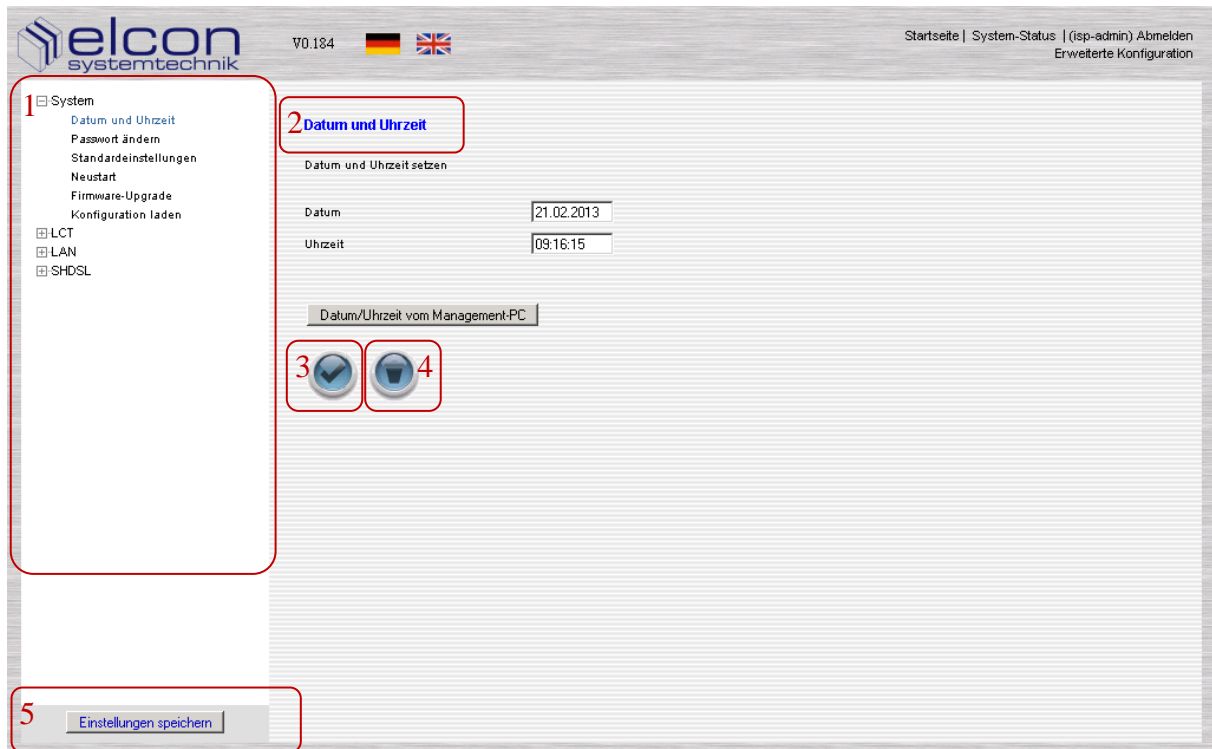 elcon
systemtechnik
V0.184
Startseite | System-Status | (isp-admin) Abmelden
Erweiterte Konfiguration
1
System
Datum und Uhrzeit
Passwort ändern
Standardeinstellungen
Neustart
Firmware-Upgrade
Konfiguration laden
LCT
LAN
SHDSL
2 Datum und Uhrzeit
Datum und Uhrzeit setzen
Datum 21.02.2013
Uhrzeit 09:16:15
Datum/Uhrzeit vom Management-PC
3 4
5 Einstellungen speichern